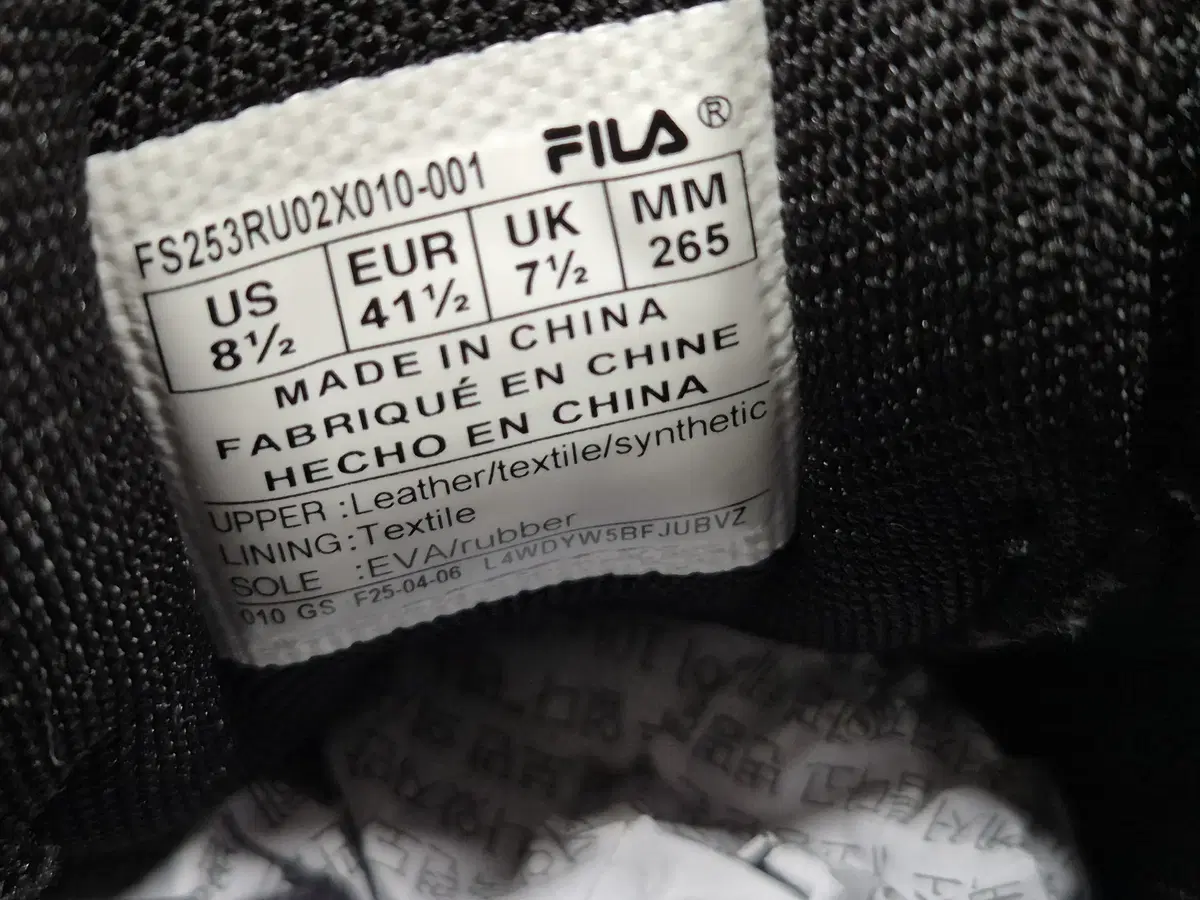 FILA®
FS253RU02X010-001
US EUR UK MM
8½ 41½ 7½ 265
MADE IN CHINA
FABRIQUÉ EN CHINE
HECHO EN CHINA
UPPER :Leather/textile/synthetic
LINING:Textile
SOLE :EVA/rubber
010 GS F25-04-06 L4WDYW5BFJUBVZ